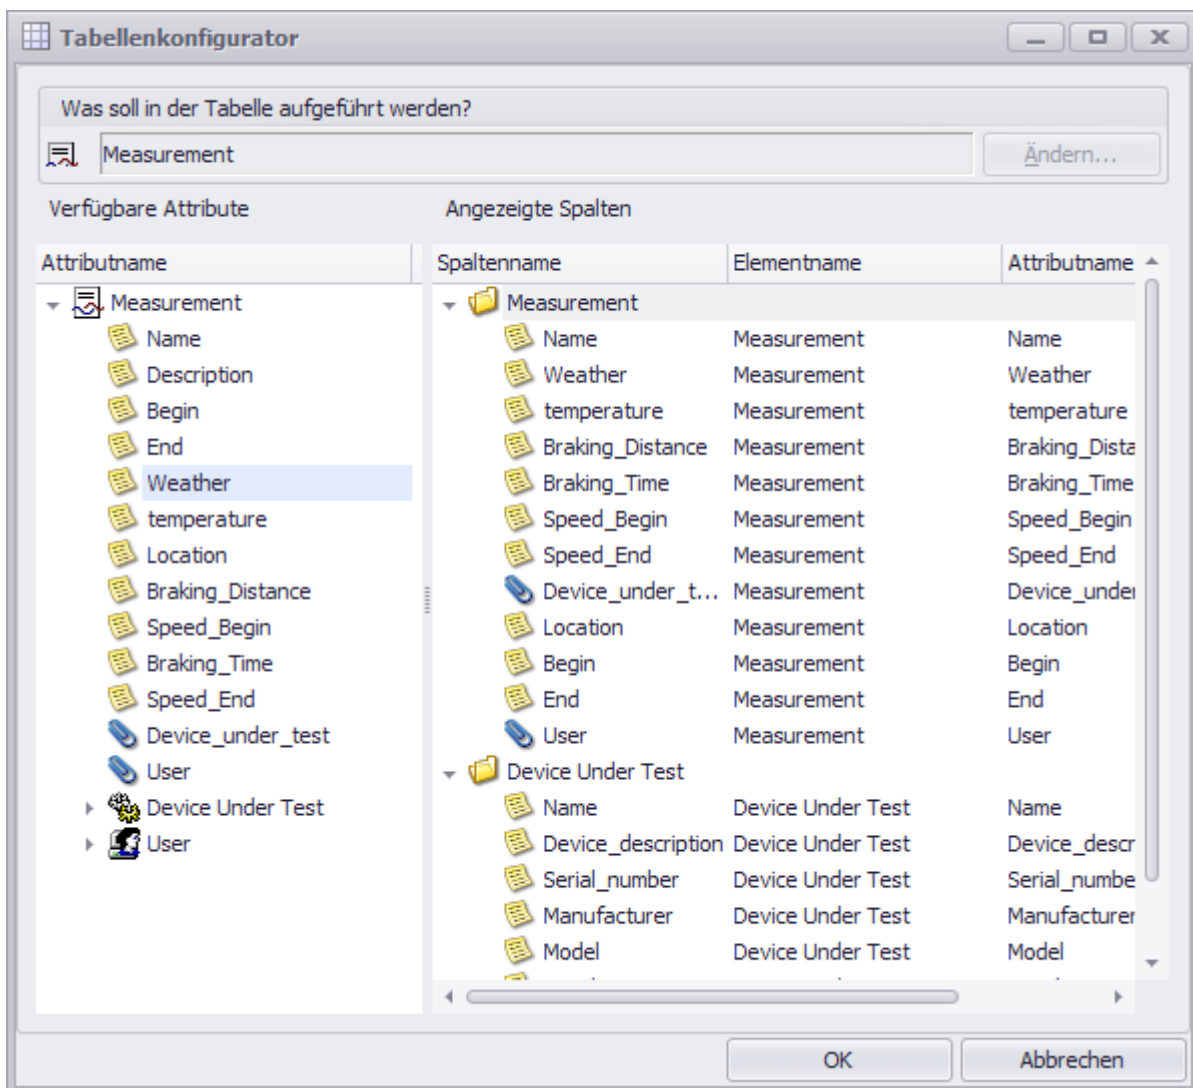 Tabellenkonfigurator
Was soll in der Tabelle aufgeführt werden?
Measurement Ändern...
Verfügbare Attribute Angezeigte Spalten
Attributname Spaltenname Elementname Attributname
Measurement Measurement
Name Name Measurement Name
Description Weather Measurement Weather
Begin temperature Measurement temperature
End Braking_Distance Measurement Braking_Dista
Weather Braking_Time Measurement Braking_Time
temperature Speed_Begin Measurement Speed_Begin
Location Speed_End Measurement Speed_End
Braking_Distance Device_under_t... Measurement Device_under
Speed_Begin Location Measurement Location
Braking_Time Begin Measurement Begin
Speed_End End Measurement End
Device_under_test User Measurement User
User Device Under Test
Device Under Test Name Device Under Test Name
User Device_description Device Under Test Device_descr
Serial_number Device Under Test Serial_numbe
Manufacturer Device Under Test Manufacturer
Model Device Under Test Model
OK Abbrechen